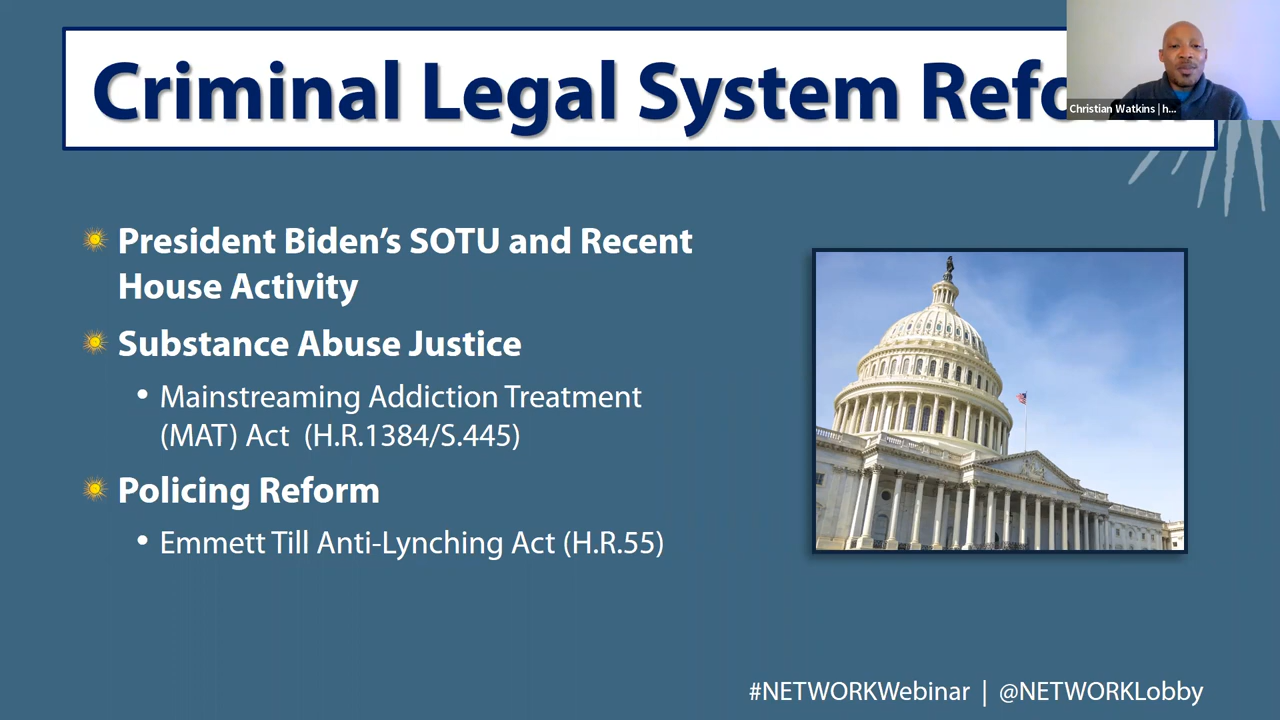 Criminal Legal System Refo
Christian Watkins | h...
President Biden’s SOTU and Recent
House Activity
Substance Abuse Justice
• Mainstreaming Addiction Treatment
(MAT) Act (H.R.1384/S.445)
Policing Reform
• Emmett Till Anti-Lynching Act (H.R.55)
#NETWORKWebinar | @NETWORKLobby